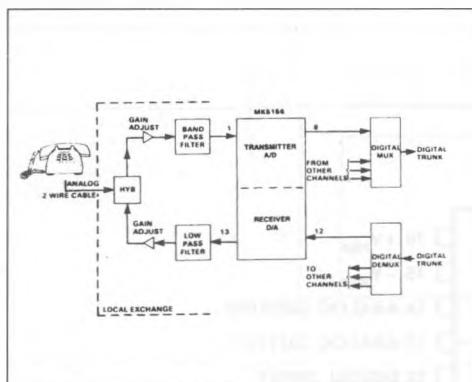 MK5156
GAIN
ADJUST
BAND
PASS
FILTER
1
TRANSMITTER
A/D
8
DIGITAL
MUX
DIGITAL
TRUNK
FROM
OTHER
CHANNELS
ANALOG
2 WIRE CABLE
HYB
GAIN
ADJUST
LOW
PASS
FILTER
13
RECEIVER
D/A
12
DIGITAL
DEMUX
DIGITAL
TRUNK
TO
OTHER
CHANNELS
LOCAL EXCHANGE